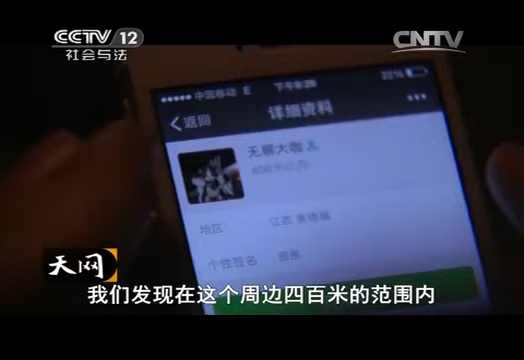 CCTV 12
社会与法
CNTV
中国移动 E
下午9:26
22%
返回
详细资料
无聊大咖
400米以内
地区
江西 景德镇
个性签名
天网
我们发现在这个周边四百米的范围内